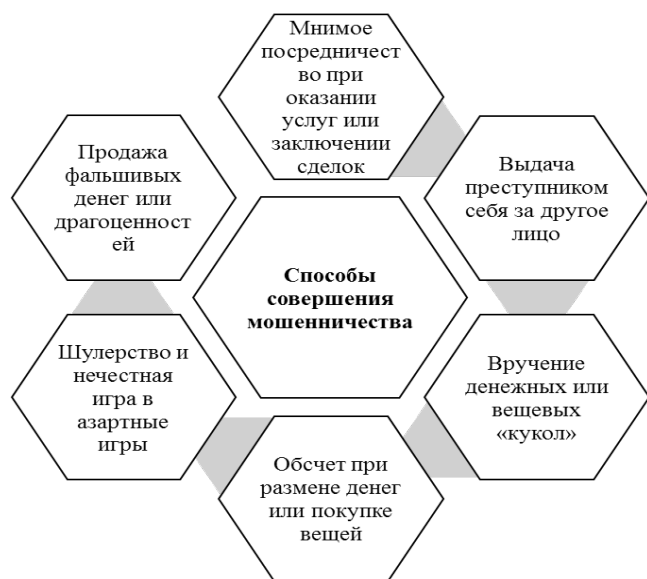 Мнимое
посредничест
во при
оказании
услуг или
заключении
сделок
Продажа
фальшивых
денег или
драгоценност
ей
Выдача
преступником
себя за другое
лицо
Способы
совершения
мошенничества
Шулерство и
нечестная
игра в
азартные
игры
Вручение
денежных или
вещевых
«кукол»
Обсчет при
размене денег
или покупке
вещей